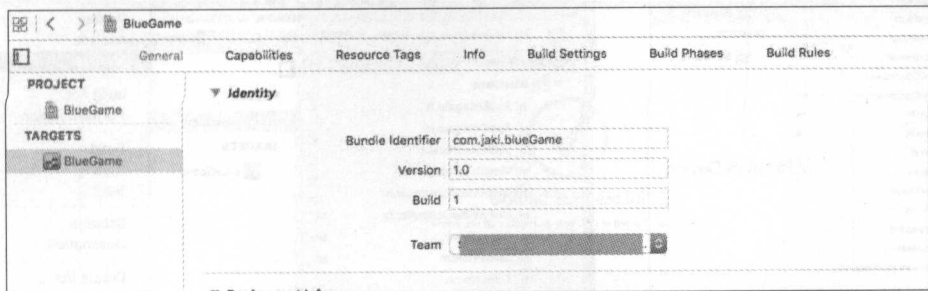 BlueGame
General Capabilities Resource Tags Info Build Settings Build Phases Build Rules
PROJECT
BlueGame
TARGETS
BlueGame
Identity
Bundle Identifier com.jaki.blueGame
Version 1.0
Build 1
Team